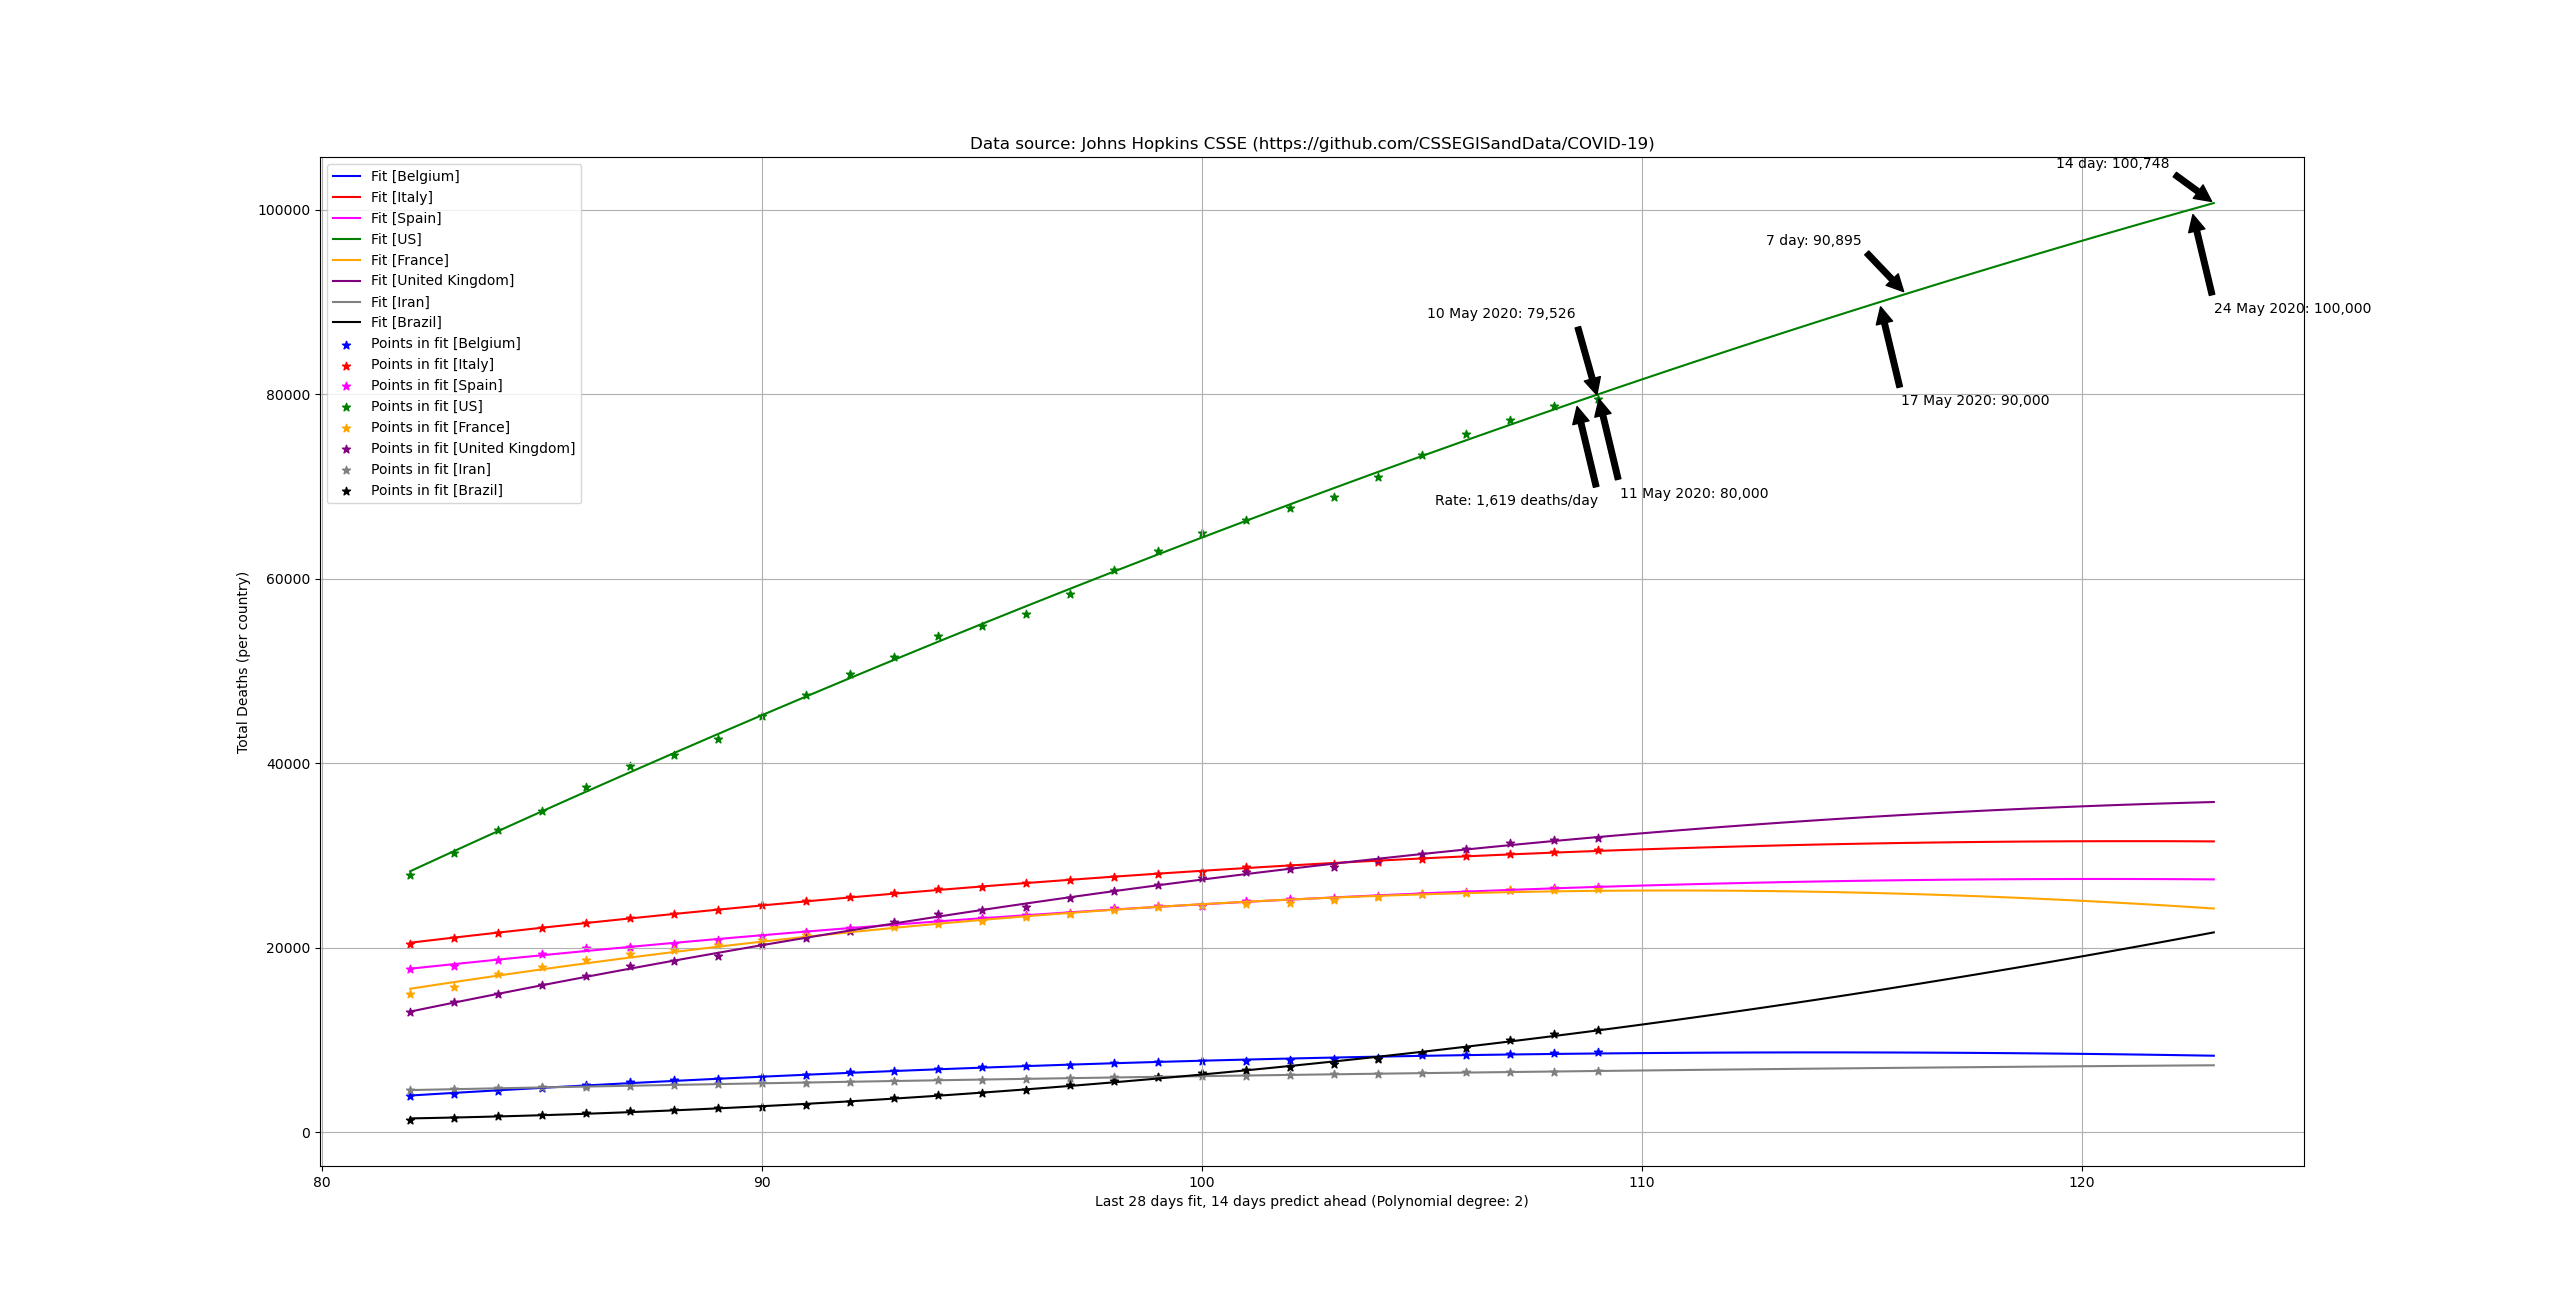 Data source: Johns Hopkins CSSE (https://github.com/CSSEGISandData/COVID-19)
Fit [Belgium]
Fit [Italy]
Fit [Spain]
Fit [US]
Fit [France]
Fit [United Kingdom]
Fit [Iran]
Fit [Brazil]
Points in fit [Belgium]
Points in fit [Italy]
Points in fit [Spain]
Points in fit [US]
Points in fit [France]
Points in fit [United Kingdom]
Points in fit [Iran]
Points in fit [Brazil]
14 day: 100,748
7 day: 90,895
24 May 2020: 100,000
10 May 2020: 79,526
17 May 2020: 90,000
Rate: 1,619 deaths/day
11 May 2020: 80,000
Total Deaths (per country)
100000
80000
60000
40000
20000
0
80
90
100
110
120
Last 28 days fit, 14 days predict ahead (Polynomial degree: 2)